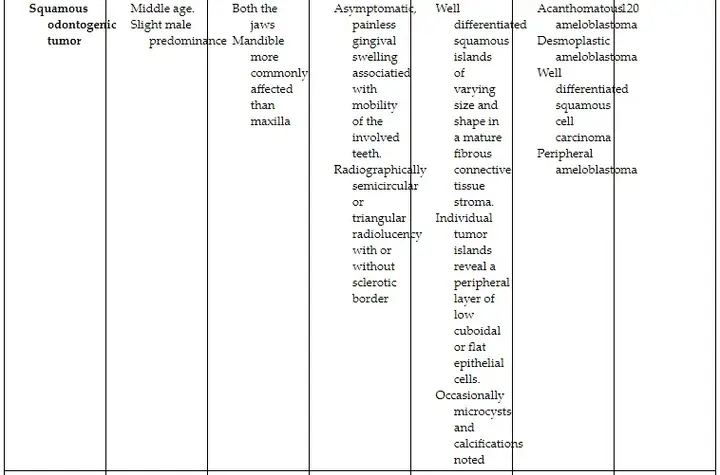 Squamous
odontogenic
tumor
Middle age.
Slight male
predominance
Both the
jaws
Mandible
more
commonly
affected
than
maxilla
Asymptomatic,
painless
gingival
swelling
associatied
with
mobility
of the
involved
teeth.
Radiographically
semicircular
or
triangular
radiolucency
with or
without
sclerotic
border
Well
differentiated
squamous
islands
of
varying
size and
shape in
a mature
fibrous
connective
tissue
stroma.
Individual
tumor
islands
reveal a
peripheral
layer of
low
cuboidal
or flat
epithelial
cells.
Occasionally
microcysts
and
calcifications
noted
Acanthomatous
ameloblastoma
Desmoplastic
ameloblastoma
Well
differentiated
squamous
cell
carcinoma
Peripheral
ameloblastoma
120